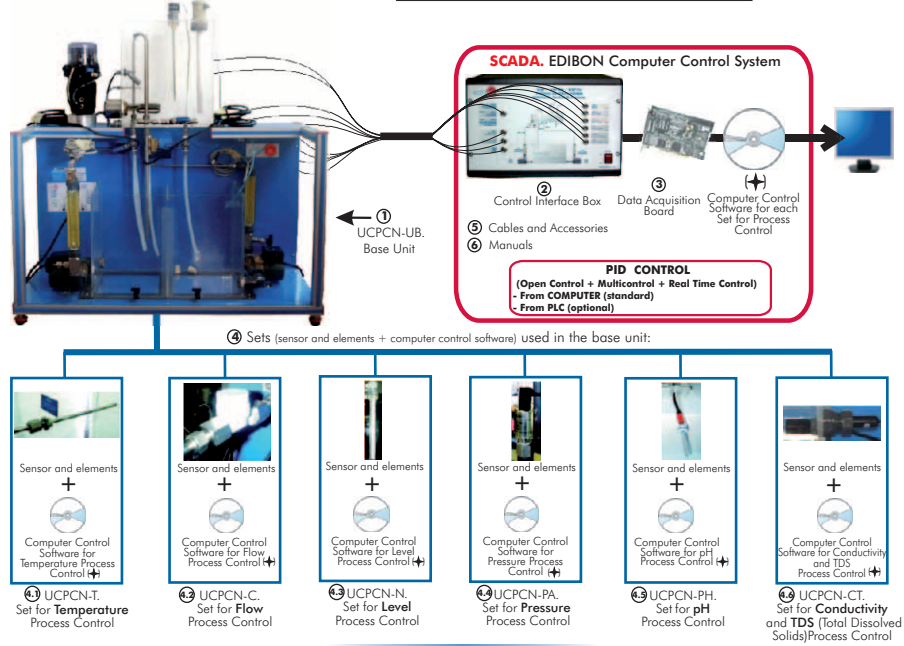 SCADA. EDIBON Computer Control System
②
Control Interface Box
③
Data Acquisition
Board
Computer Control
Software for each
Set for Process
Control
① 
UCPCN-UB.
Base Unit
⑤ Cables and Accessories
⑥ Manuals
PID CONTROL
(Open Control + Multicontrol + Real Time Control)
- From COMPUTER (standard)
- From PLC (optional)
④ Sets (sensor and elements + computer control software) used in the base unit:
Sensor and elements
+
Computer Control
Software for
Temperature Process
Control
4.1 UCPCN-T.
Set for Temperature
Process Control
Sensor and elements
+
Computer Control
Software for Flow
Process Control
4.2 UCPCN-C.
Set for Flow
Process Control
Sensor and elements
+
Computer Control
Software for Level
Process Control
4.3 UCPCN-N.
Set for Level
Process Control
Sensor and elements
+
Computer Control
Software for
Pressure Process
Control
4.4 UCPCN-PA.
Set for Pressure
Process Control
Sensor and elements
+
Computer Control
Software for pH
Process Control
4.5 UCPCN-PH.
Set for pH
Process Control
Sensor and elements
+
Computer Control
Software for Conductivity
and TDS
Process Control
4.6 UCPCN-CT.
Set for Conductivity
and TDS (Total Dissolved
Solids)Process Control